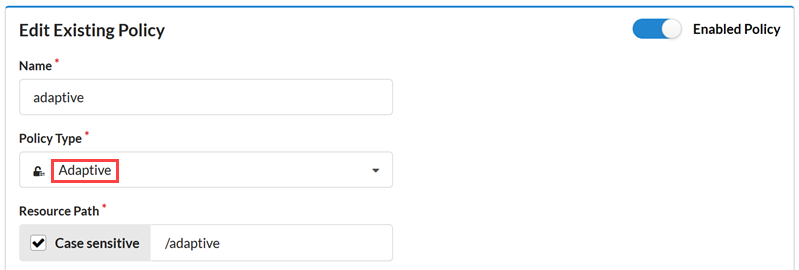 Edit Existing Policy
Enabled Policy
Name *
adaptive
Policy Type *
Adaptive
Resource Path *
Case sensitive
/adaptive